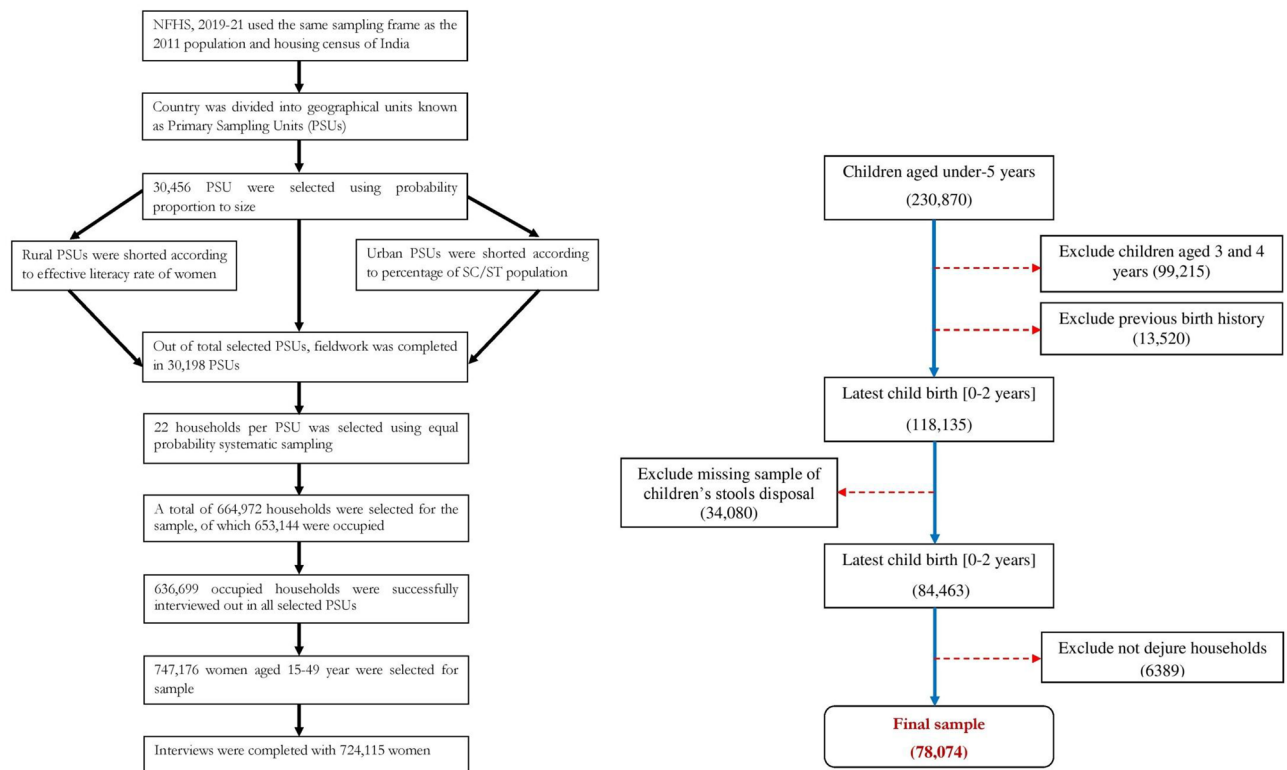 NFHS, 2019-21 used the same sampling frame as the
2011 population and housing census of India
Country was divided into geographical units known
as Primary Sampling Units (PSUs)
30,456 PSU were selected using probability
proportion to size
Rural PSUs were shorted according
to effective literacy rate of women
Urban PSUs were shorted according
to percentage of SC/ST population
Out of total selected PSUs, fieldwork was completed
in 30,198 PSUs
22 households per PSU was selected using equal
probability systematic sampling
A total of 664,972 households were selected for the
sample, of which 653,144 were occupied
636,699 occupied households were successfully
interviewed out in all selected PSUs
747,176 women aged 15-49 year were selected for
sample
Interviews were completed with 724,115 women
Children aged under-5 years
(230,870)
Exclude children aged 3 and 4
years (99,215)
Exclude previous birth history
(13,520)
Latest child birth [0-2 years]
(118,135)
Exclude missing sample of
children’s stools disposal
(34,080)
Latest child birth [0-2 years]
(84,463)
Exclude not dejure households
(6389)
Final sample
(78,074)